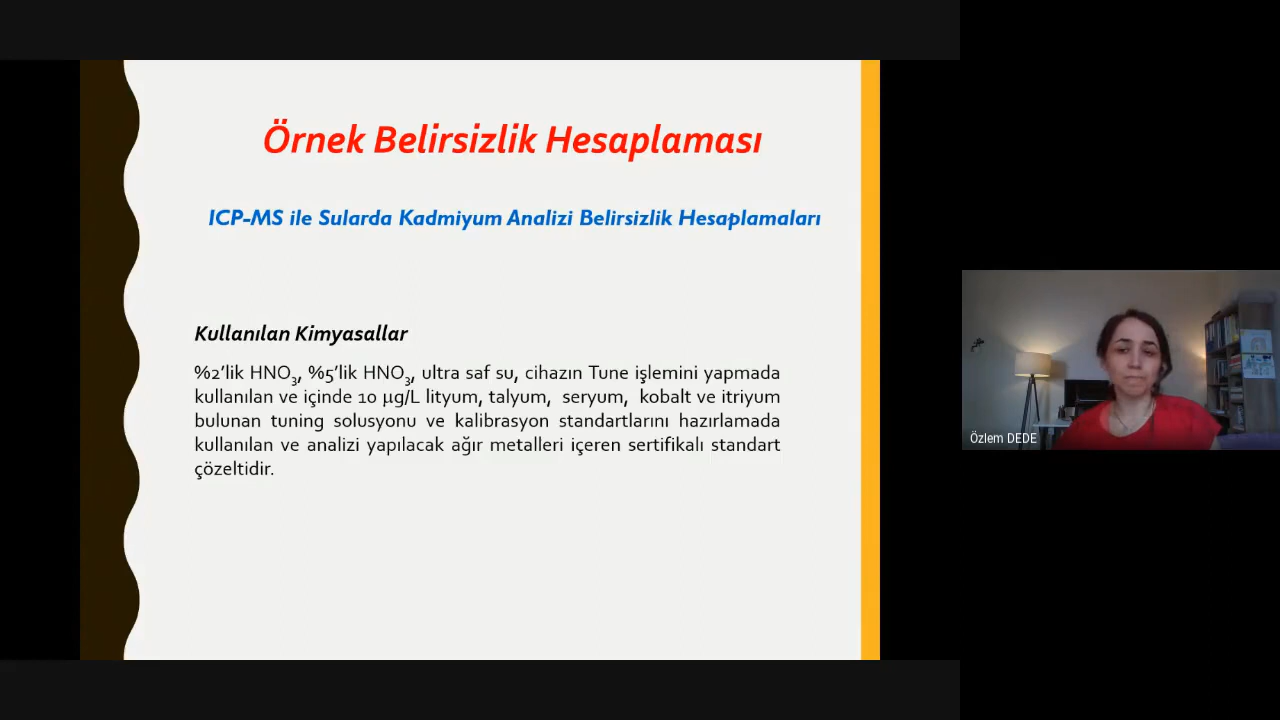 Örnek Belirsizlik Hesaplaması
ICP-MS ile Sularda Kadmiyum Analizi Belirsizlik Hesaplamaları
Kullanılan Kimyasallar
%2'lik HNO₃, %5'lik HNO₃, ultra saf su, cihazın Tune işlemini yapmada
kullanılan ve içinde 10 µg/L lityum, talyum, seryum, kobalt ve itriyum
bulunan tuning solusyonu ve kalibrasyon standartlarını hazırlamada
kullanılan ve analizi yapılacak ağır metalleri içeren sertifikalı standart
çözeltidir.
Özlem DEDE